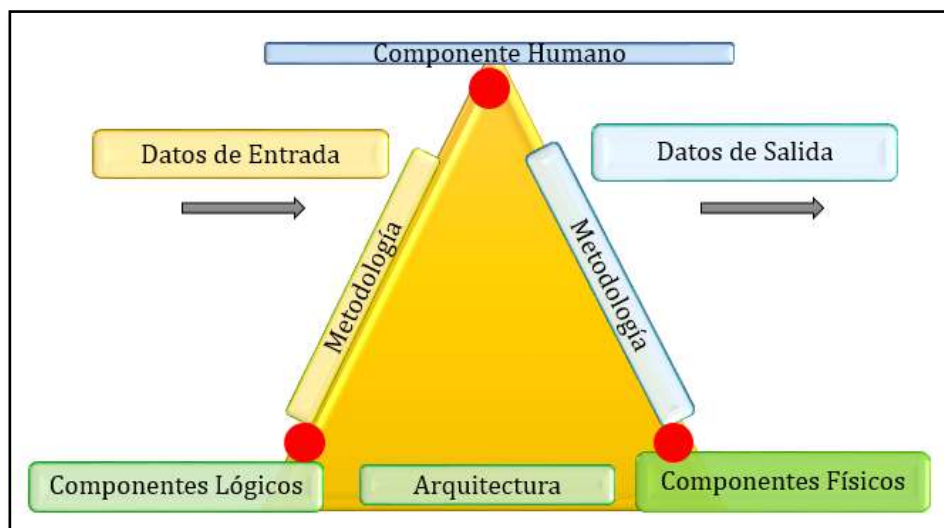 Componente Humano
Datos de Entrada
Datos de Salida
Metodología
Metodología
Componentes Lógicos
Arquitectura
Componentes Físicos